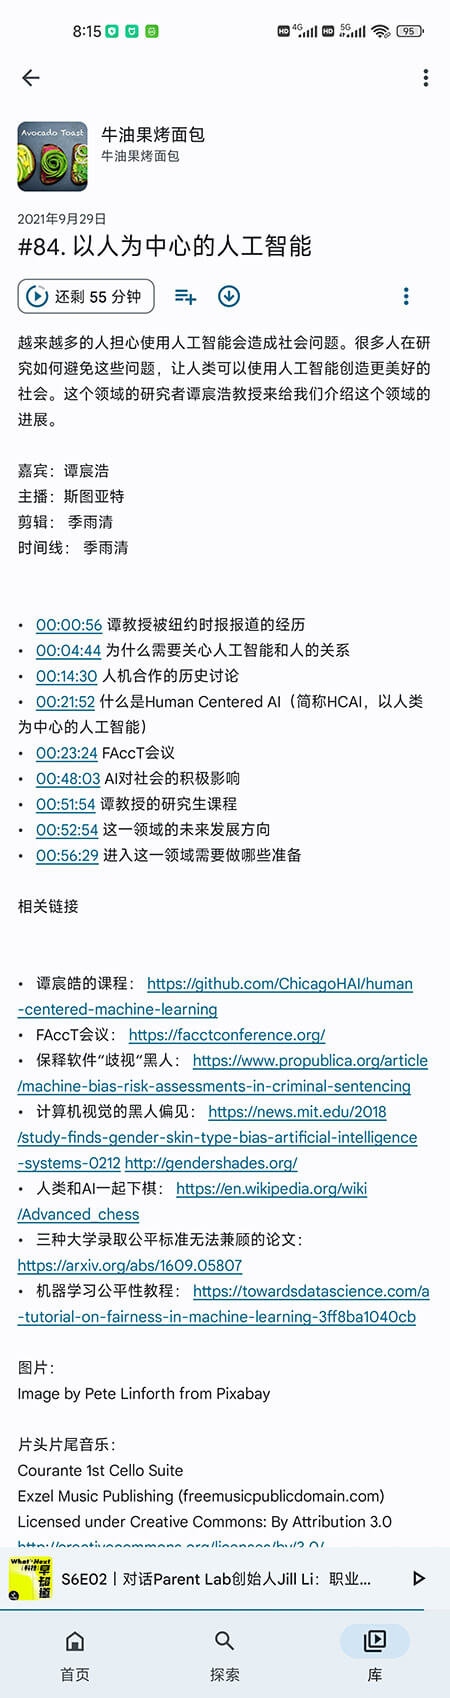 8:15
HD 4G HD 5G 95
Avocado Toast
牛油果烤面包
牛油果烤面包
2021年9月29日
#84. 以人为中心的人工智能
还剩 55 分钟
越来越多的人担心使用人工智能会造成社会问题。很多人在研
究如何避免这些问题，让人类可以使用人工智能创造更美好的
社会。这个领域的研究者谭宸浩教授来给我们介绍这个领域的
进展。
嘉宾：谭宸浩
主播：斯图亚特
剪辑： 季雨清
时间线： 季雨清
• 00:00:56 谭教授被纽约时报报道的经历
• 00:04:44 为什么需要关心人工智能和人的关系
• 00:14:30 人机合作的历史讨论
• 00:21:52 什么是Human Centered AI（简称HCAI，以人类
为中心的人工智能）
• 00:23:24 FAccT会议
• 00:48:03 AI对社会的积极影响
• 00:51:54 谭教授的研究生课程
• 00:52:54 这一领域的未来发展方向
• 00:56:29 进入这一领域需要做哪些准备
相关链接
• 谭宸皓的课程： https://github.com/ChicagoHAI/human
-centered-machine-learning
• FAccT会议： https://facctconference.org/
• 保释软件“歧视”黑人： https://www.propublica.org/article
/machine-bias-risk-assessments-in-criminal-sentencing
• 计算机视觉的黑人偏见： https://news.mit.edu/2018
/study-finds-gender-skin-type-bias-artificial-intelligence
-systems-0212 http://gendershades.org/
• 人类和AI一起下棋： https://en.wikipedia.org/wiki
/Advanced_chess
• 三种大学录取公平标准无法兼顾的论文：
https://arxiv.org/abs/1609.05807
• 机器学习公平性教程： https://towardsdatascience.com/a
-tutorial-on-fairness-in-machine-learning-3ff8ba1040cb
图片：
Image by Pete Linforth from Pixabay
片头片尾音乐：
Courante 1st Cello Suite
Exzel Music Publishing (freemusicpublicdomain.com)
Licensed under Creative Commons: By Attribution 3.0
http://creativecommons.org/licenses/by/3.0/
What's Next
科技早知道
S6E02丨对话Parent Lab创始人Jill Li：职业...
首页
探索
库